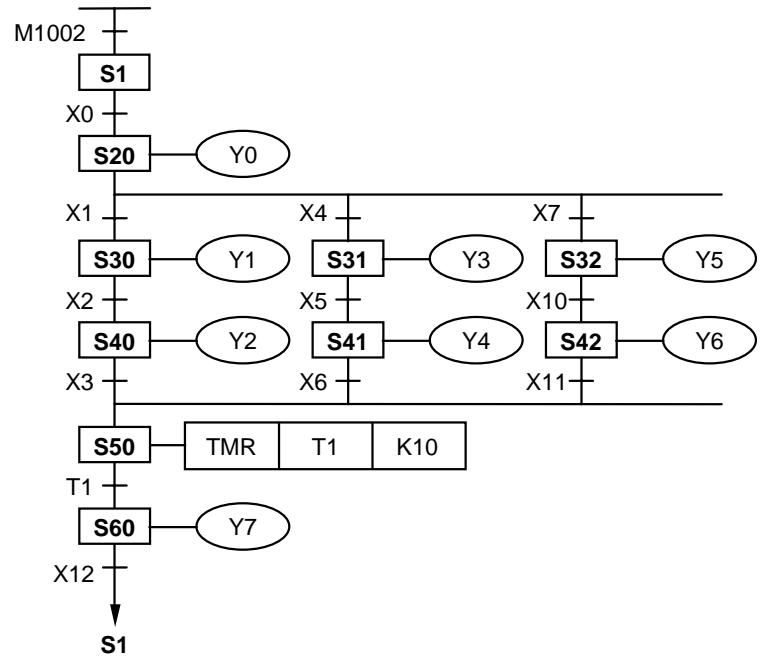 M1002
S1
X0
S20 Y0
X1 X4 X7
S30 Y1 S31 Y3 S32 Y5
X2 X5 X10
S40 Y2 S41 Y4 S42 Y6
X3 X6 X11
S50 TMR T1 K10
T1
S60 Y7
X12
S1